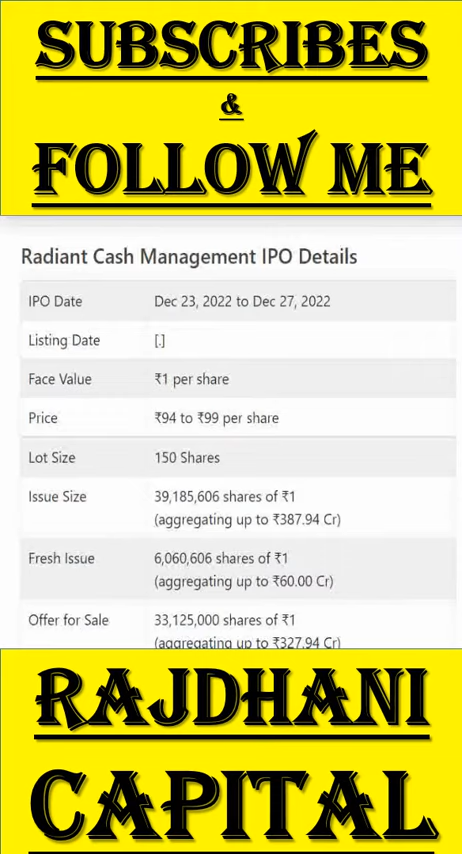 SUBSCRIBES
&
FOLLOW ME
Radiant Cash Management IPO Details
IPO Date Dec 23, 2022 to Dec 27, 2022
Listing Date [.]
Face Value ₹1 per share
Price ₹94 to ₹99 per share
Lot Size 150 Shares
Issue Size 39,185,606 shares of ₹1
(aggregating up to ₹387.94 Cr)
Fresh Issue 6,060,606 shares of ₹1
(aggregating up to ₹60.00 Cr)
Offer for Sale 33,125,000 shares of ₹1
(aggregating up to ₹327.94 Cr)
RAJDHANI
CAPITAL